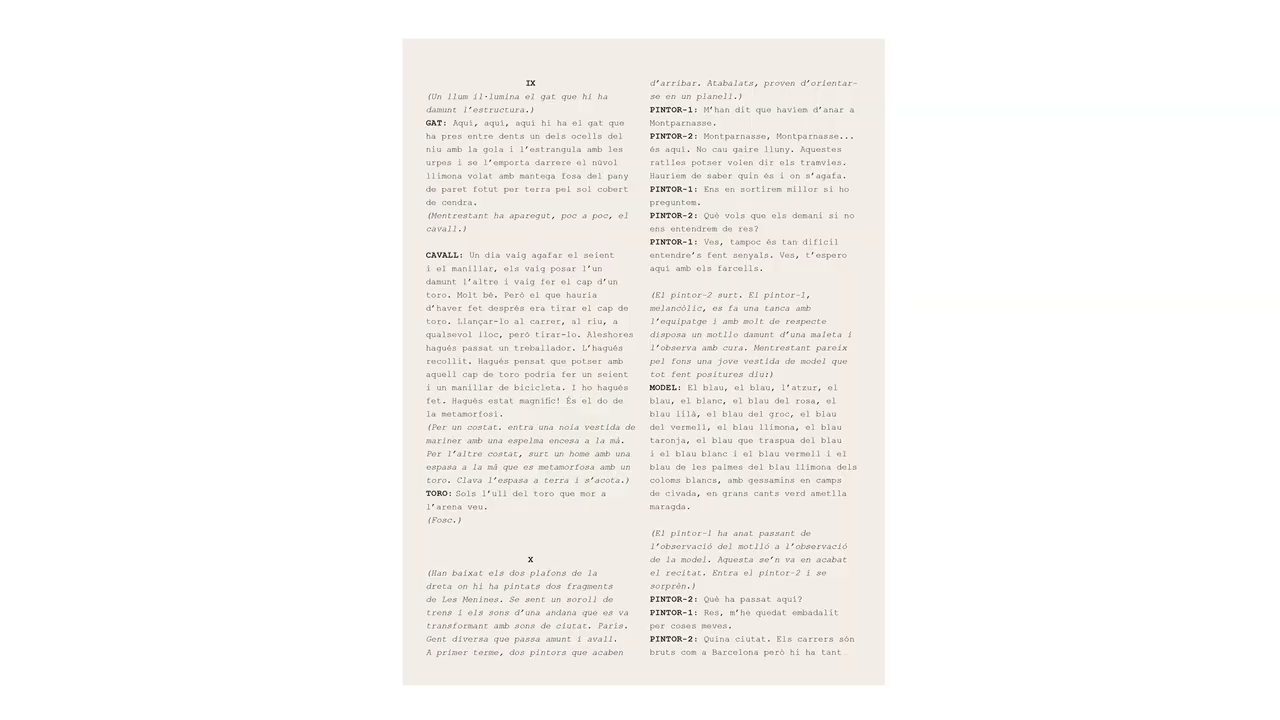 IX
(Un llum il·lumina el gat que hi ha
damunt l’estructura.)
GAT: Aquí, aquí, aquí hi ha el gat que
ha pres entre dents un dels ocells del
niu amb la gola i l’estrangula amb les
urpes i se l’emporta darrere el núvol
llimona volat amb mantega fosa del pany
de paret fotut per terra pel sol cobert
de cendra.
(Mentrestant ha aparegut, poc a poc, el
cavall.)
CAVALL: Un dia vaig agafar el seient
i el manillar, els vaig posar l’un
damunt l’altre i vaig fer el cap d’un
toro. Molt bé. Però el que hauria
d’haver fet després era tirar el cap de
toro. Llançar-lo al carrer, al riu, a
qualsevol lloc, però tirar-lo. Aleshores
hagués passat un treballador. L’hagués
recollit. Hagués pensat que potser amb
aquell cap de toro podria fer un seient
i un manillar de bicicleta. I ho hagués
fet. Hagués estat magnífic! És el do de
la metamorfosi.
(Per un costat. entra una noia vestida de
mariner amb una espelma encesa a la mà.
Per l’altre costat, surt un home amb una
espasa a la mà que es metamorfosa amb un
toro. Clava l’espasa a terra i s’acota.)
TORO: Sols l’ull del toro que mor a
l’arena veu.
(Fosc.)
X
(Han baixat els dos plafons de la
dreta on hi ha pintats dos fragments
de Les Menines. Se sent un soroll de
trens i els sons d’una andana que es va
transformant amb sons de ciutat. París.
Gent diversa que passa amunt i avall.
A primer terme, dos pintors que acaben
d’arribar. Atabalats, proven d’orientar-
se en un planell.)
PINTOR-1: M’han dit que havíem d’anar a
Montparnasse.
PINTOR-2: Montparnasse, Montparnasse...
és aquí. No cau gaire lluny. Aquestes
ratlles potser volen dir els tramvies.
Hauríem de saber quin és i on s’agafa.
PINTOR-1: Ens en sortirem millor si ho
preguntem.
PINTOR-2: Què vols que els demani si no
ens entendrem de res?
PINTOR-1: Ves, tampoc és tan difícil
entendre’s fent senyals. Ves, t’espero
aquí amb els farcells.
(El pintor-2 surt. El pintor-1,
melancòlic, es fa una tanca amb
l’equipatge i amb molt de respecte
disposa un motllo damunt d’una maleta i
l’observa amb cura. Mentrestant pareix
pel fons una jove vestida de model que
tot fent positures diu:)
MODEL: El blau, el blau, l’atzur, el
blau, el blanc, el blau del rosa, el
blau lilà, el blau del groc, el blau
del vermell, el blau llimona, el blau
taronja, el blau que traspua del blau
i el blau blanc i el blau vermell i el
blau de les palmes del blau llimona dels
coloms blancs, amb gessamins en camps
de civada, en grans cants verd ametlla
maragda.
(El pintor-1 ha anat passant de
l’observació del motlló a l’observació
de la model. Aquesta se’n va en acabat
el recitat. Entra el pintor-2 i se
sorprèn.)
PINTOR-2: Què ha passat aquí?
PINTOR-1: Res, m’he quedat embadalit
per coses meves.
PINTOR-2: Quina ciutat. Els carrers són
bruts com a Barcelona però hi ha tant